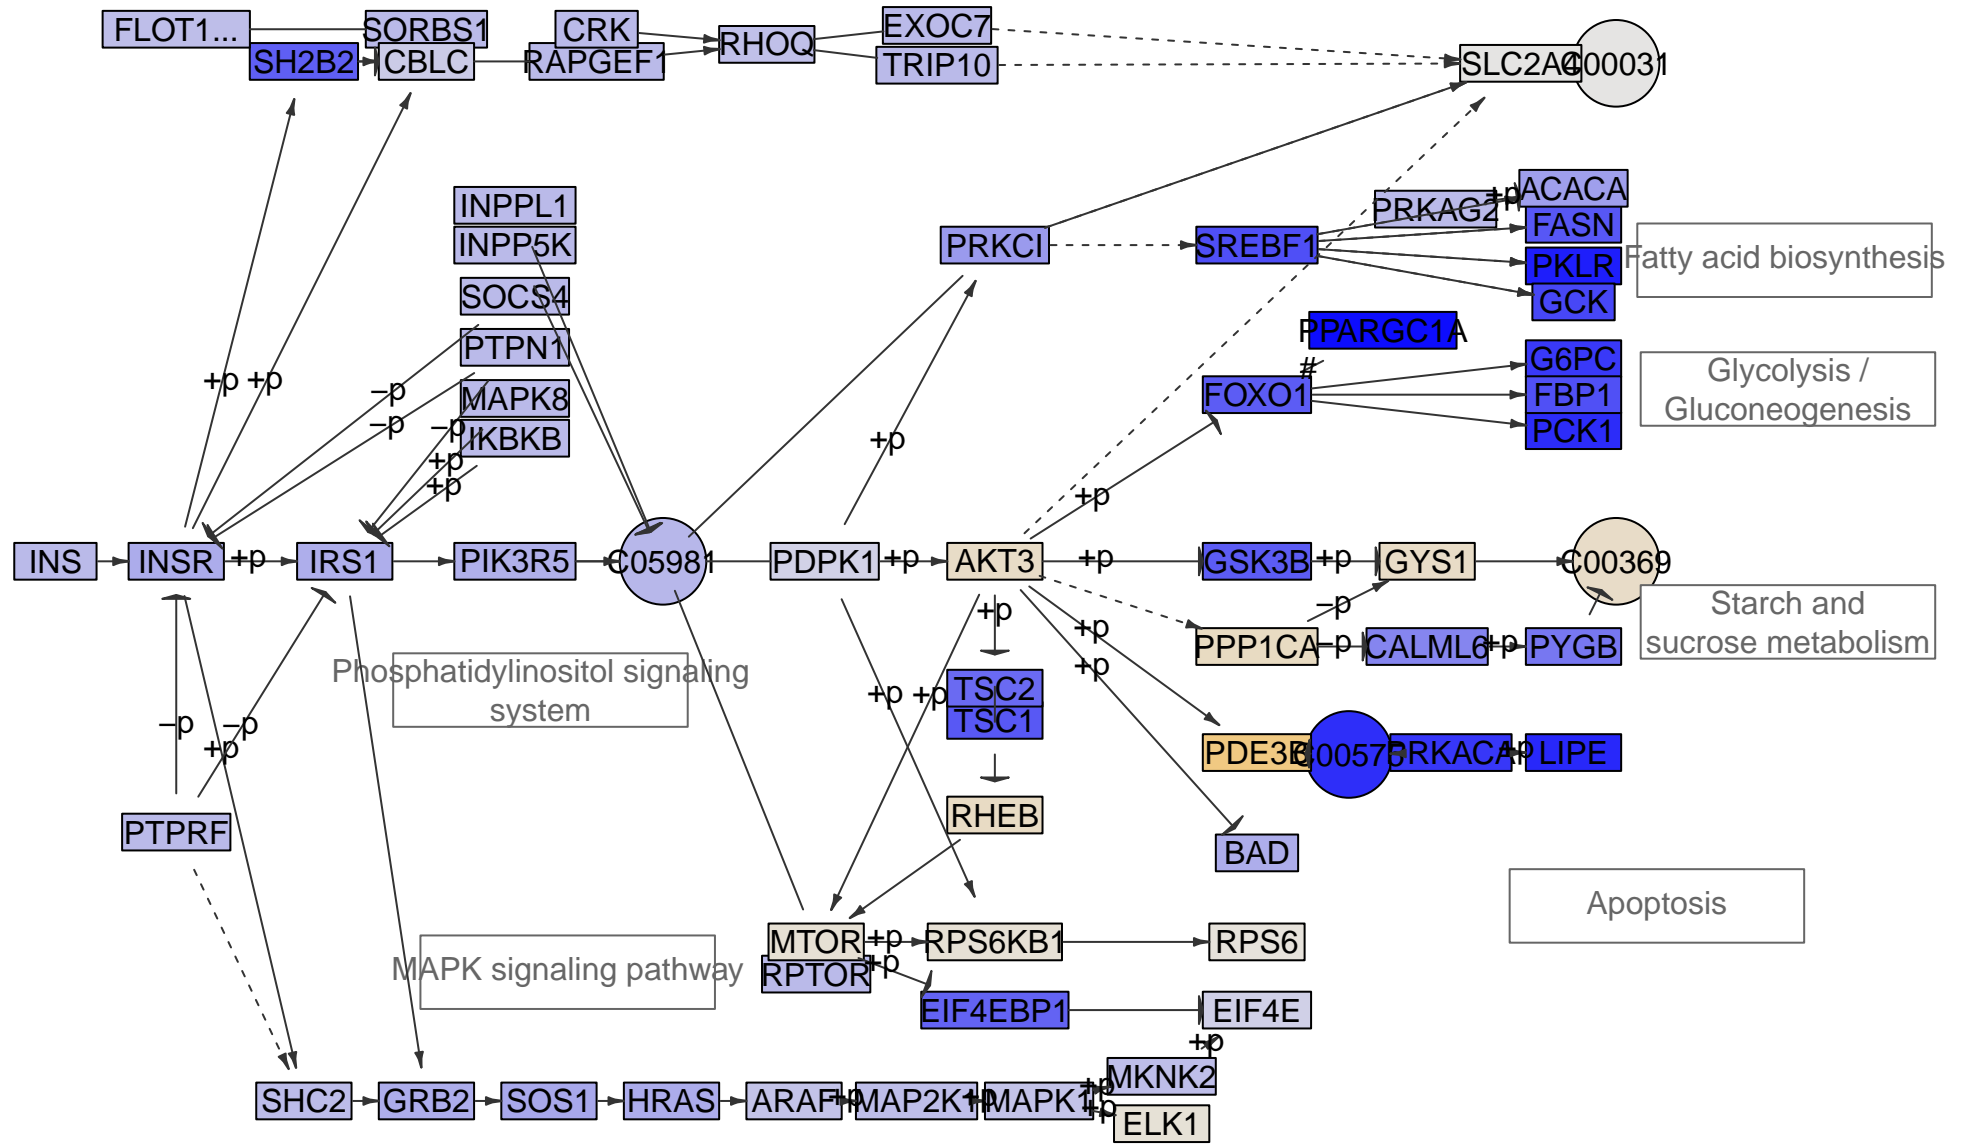 FLOT1...
SORBS1
CRK
EXOC7
SH2B2
CBLC
RAPGEF1
RHOQ
TRIP10
SLC2A4
C00031
INPPL1
INPP5K
SOCS4
PTPN1
MAPK8
IKBKB
PRKCI
SREBF1
PRKAG2
+p
ACACA
FASN
PKLR
GCK
Fatty acid biosynthesis
PPARGC1A
#
FOXO1
G6PC
FBP1
PCK1
Glycolysis /
Gluconeogenesis
+p
+p
−p
−p
−p
+p
+p
+p
+p
INS
INSR
+p
IRS1
PIK3R5
C05981
PDPK1
+p
AKT3
+p
GSK3B
+p
GYS1
C00369
−p
PPP1CA
−p
CALML6
+p
PYGB
Starch and
sucrose metabolism
+p
+p
+p
Phosphatidylinositol signaling
system
−p
+p
−p
+p
+p
TSC2
TSC1
PDE3B
C00575
PRKACA
+p
LIPE
PTPRF
RHEB
BAD
Apoptosis
MAPK signaling pathway
MTOR
+p
RPS6KB1
RPS6
RPTOR
+p
EIF4EBP1
EIF4E
+p
SHC2
GRB2
SOS1
HRAS
ARAF
+p
MAP2K1
+p
MAPK1
+p
MKNK2
+p
ELK1